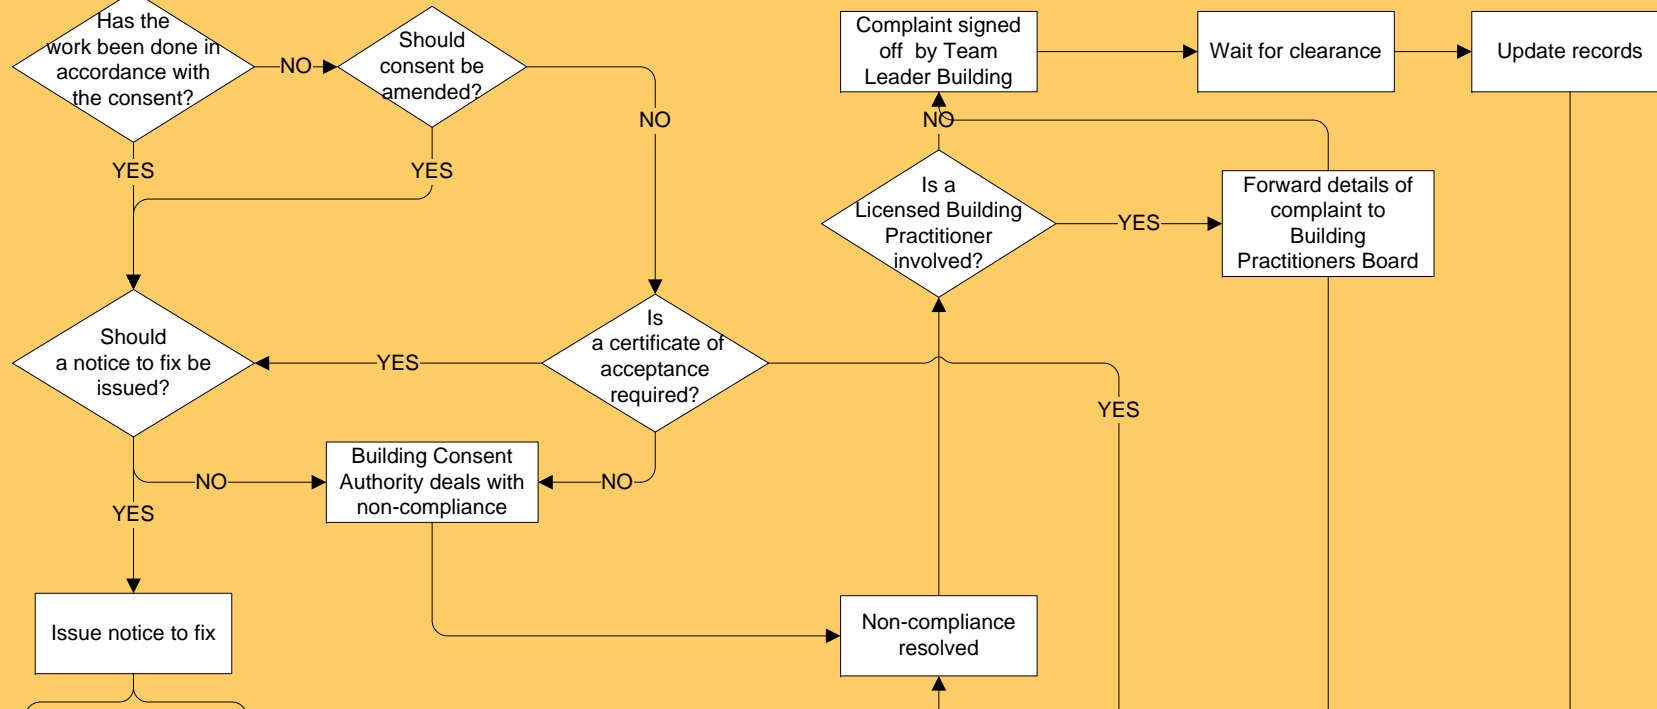 Has the
work been done in
accordance with
the consent?
NO
Should
consent be
amended?
NO
YES
YES
Should
a notice to fix be
issued?
YES
Is
a certificate of
acceptance
required?
YES
NO
NO
YES
Building Consent
Authority deals with
non-compliance
Issue notice to fix
Complaint signed
off by Team
Leader Building
Wait for clearance
Update records
NO
Is a
Licensed Building
Practitioner
involved?
YES
Forward details of
complaint to
Building
Practitioners Board
Non-compliance
resolved